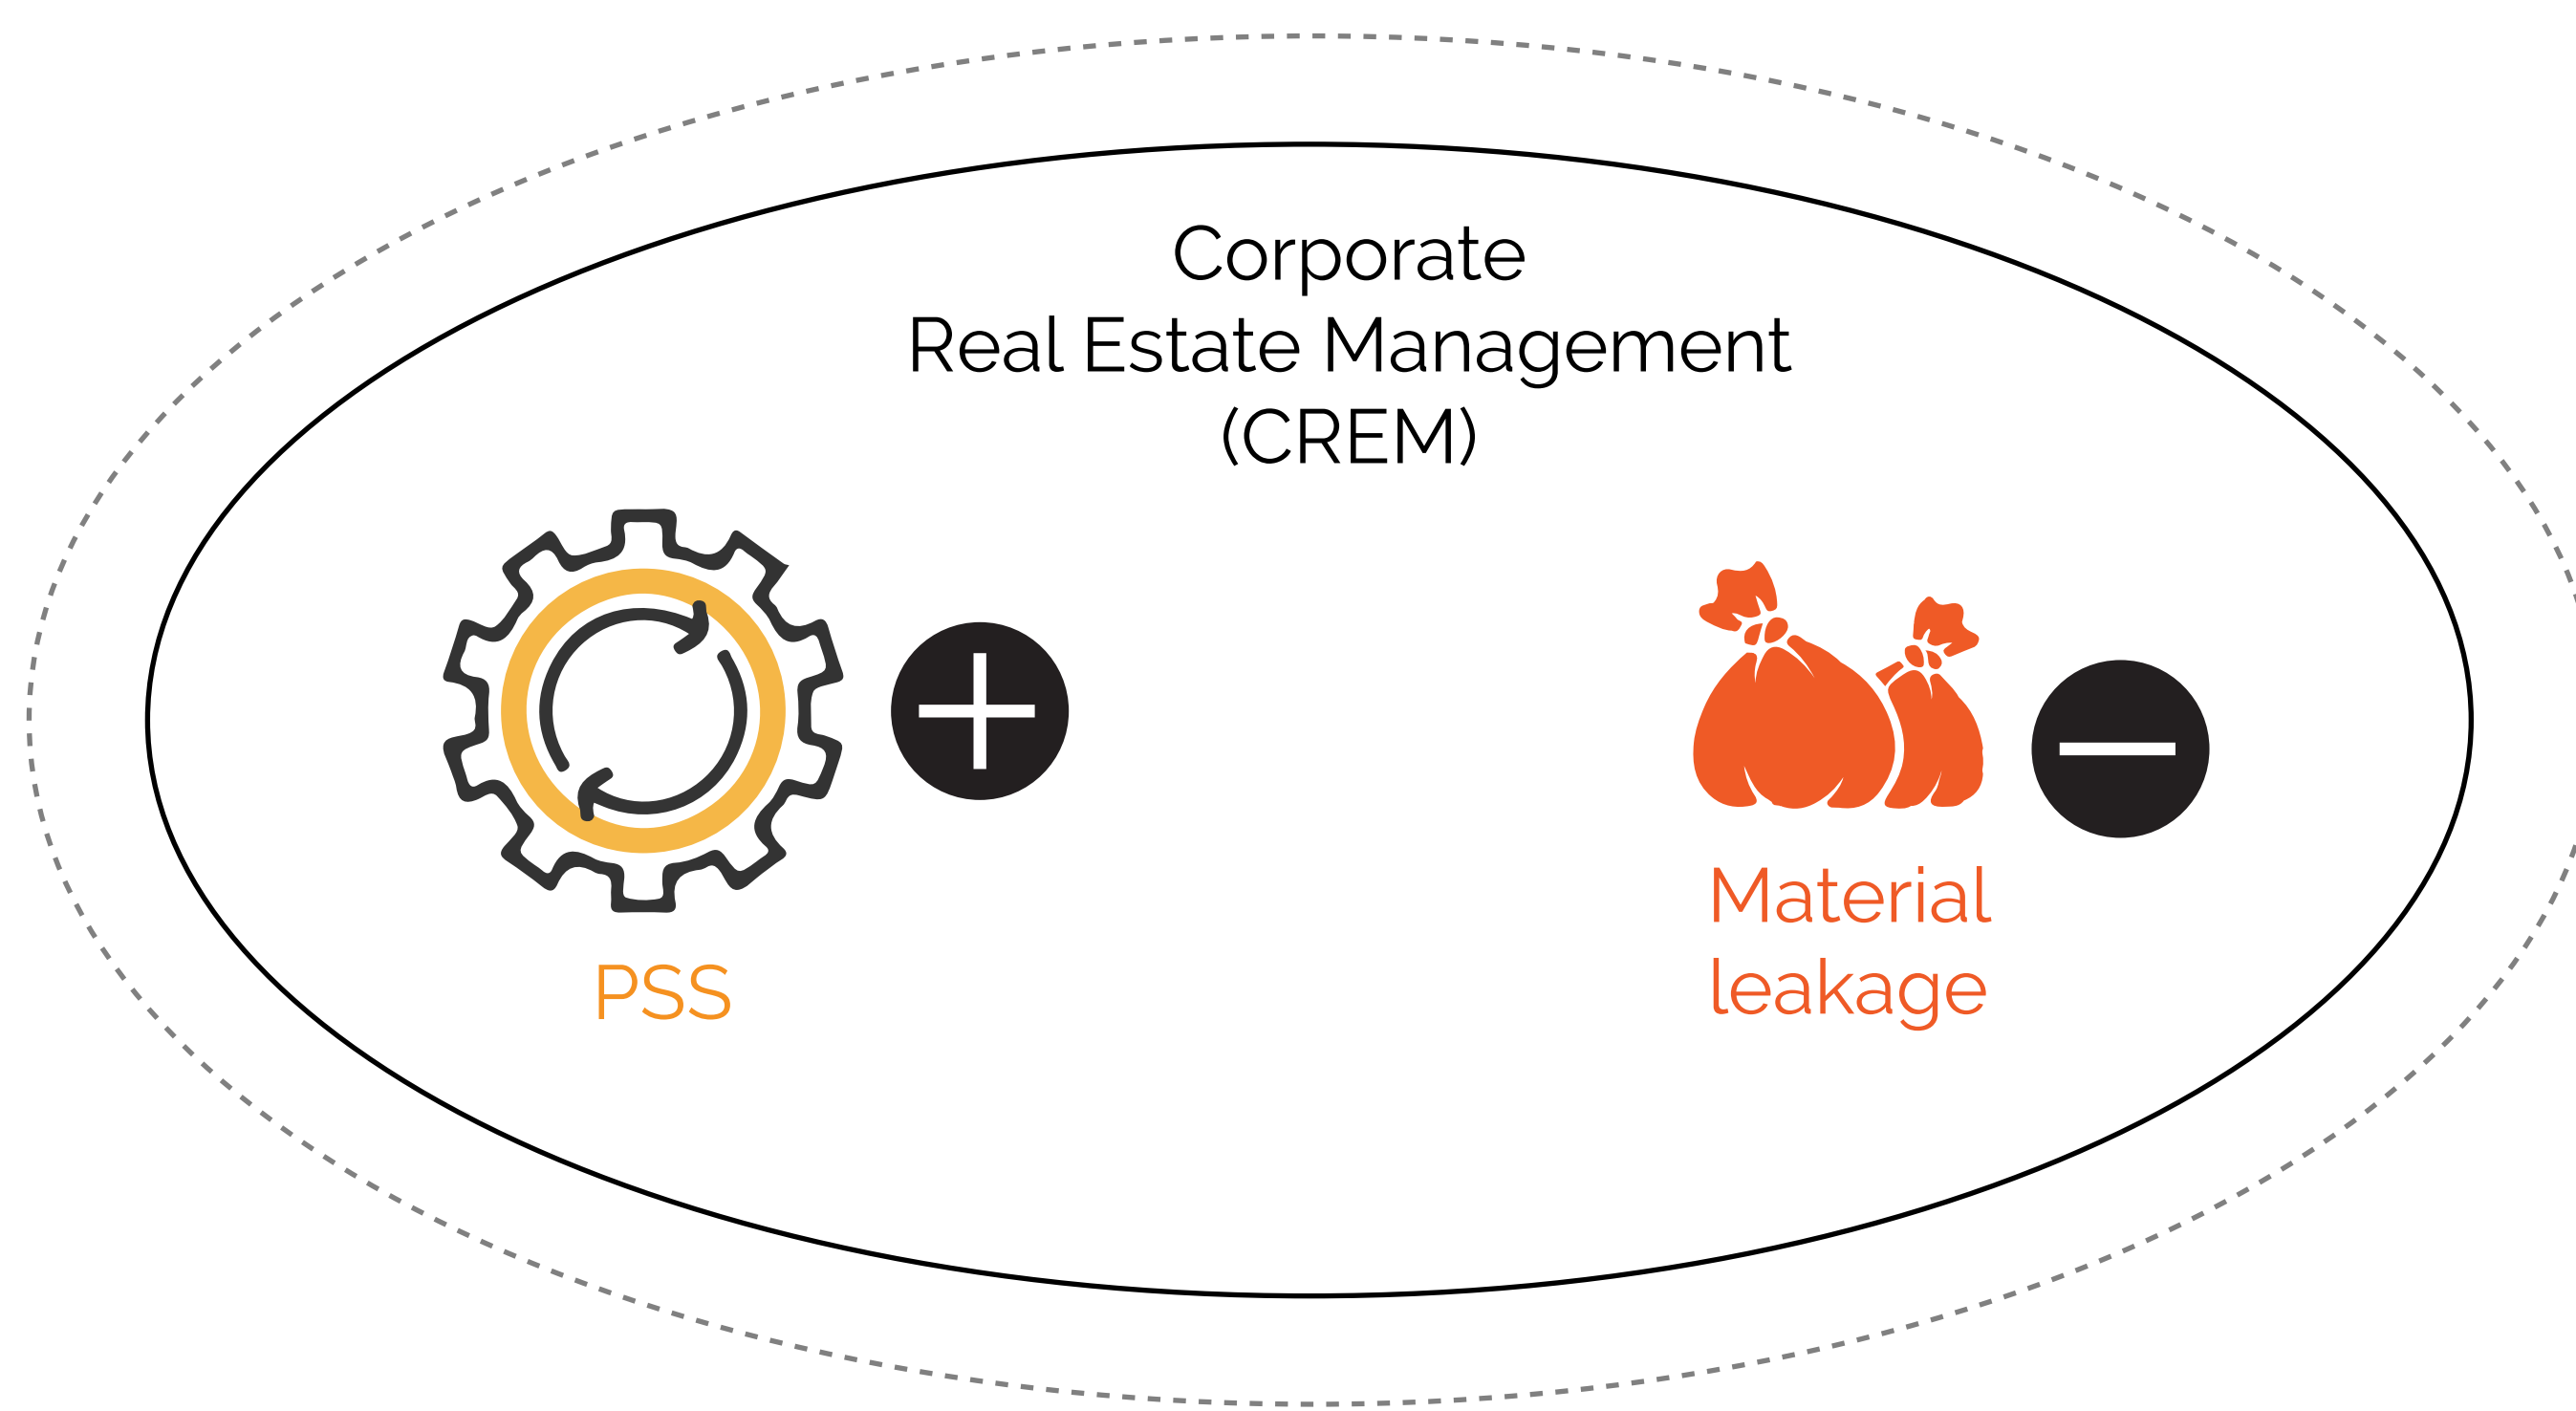 Corporate
Real Estate Management
(CREM)
PSS
Material
leakage